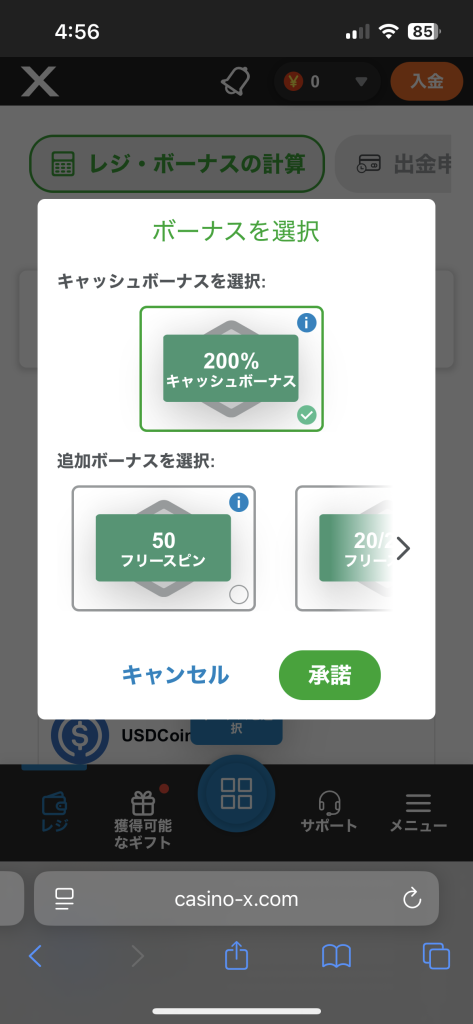 4:56
85
X
¥ 0
入金
レジ・ボーナスの計算
出金申
ボーナスを選択
キャッシュボーナスを選択:
200%
キャッシュボーナス
追加ボーナスを選択:
50
フリースピン
20/2
フリー
キャンセル
承諾
USDCoin
択
レジ
獲得可能
なギフト
サポート
メニュー
casino-x.com